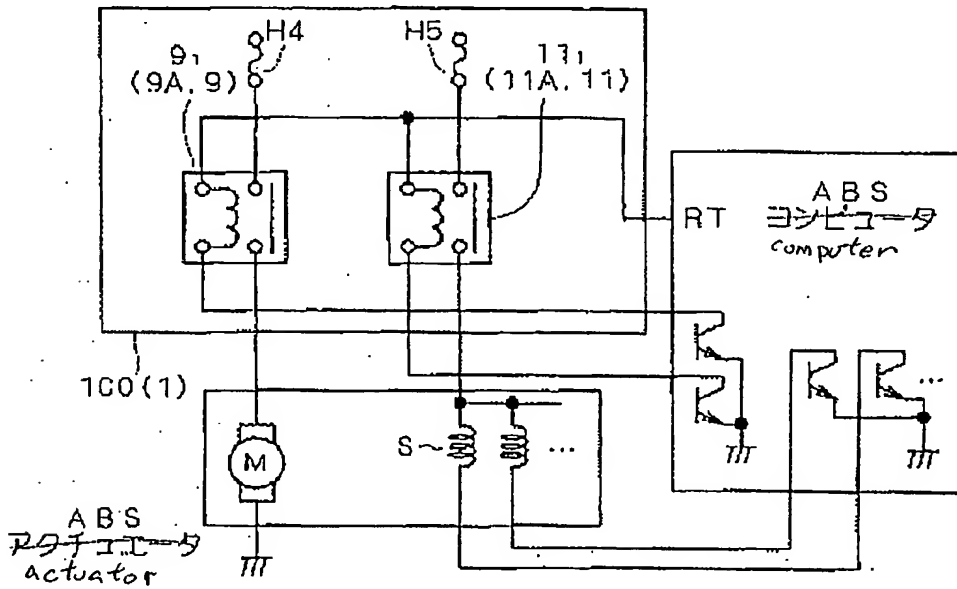 H4
H5
9₁
(9A, 9)
11₁
(11A, 11)
RT
ABS
コンピュータ
computer
100(1)
S
...
...
M
ABS
アクチュエータ
actuator